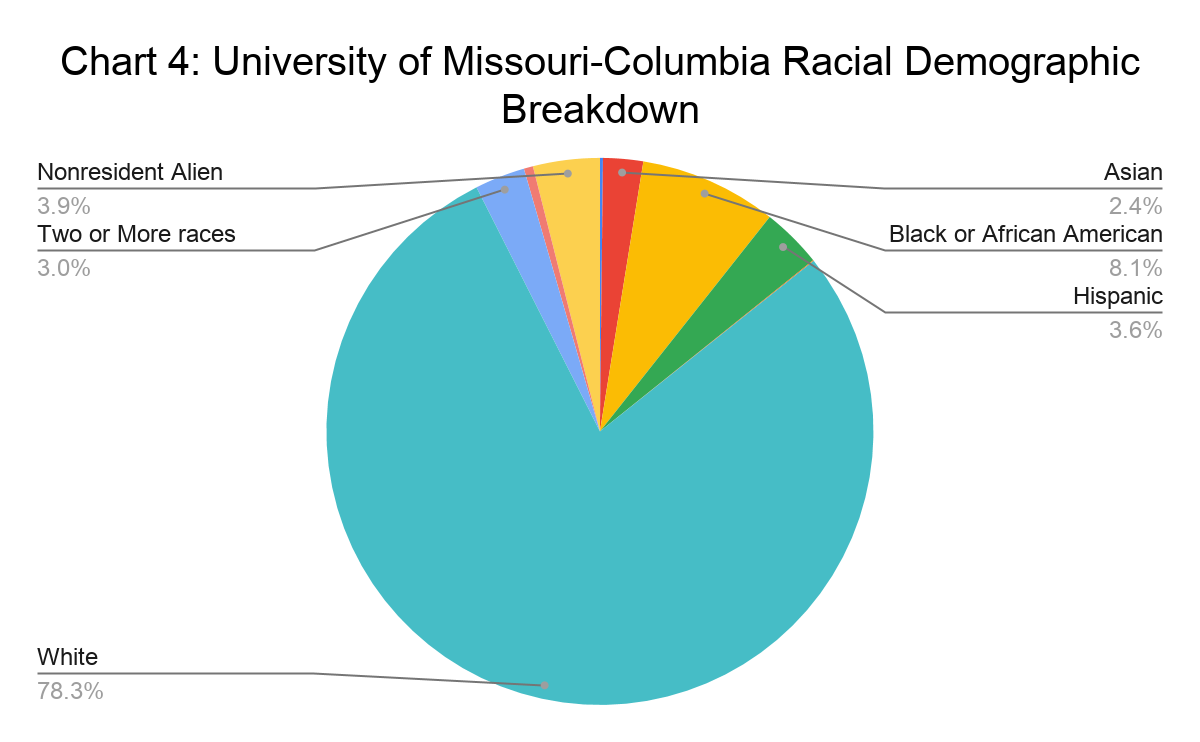 Chart 4: University of Missouri-Columbia Racial Demographic
Breakdown
Nonresident Alien
3.9%
Two or More races
3.0%
White
78.3%
Asian
2.4%
Black or African American
8.1%
Hispanic
3.6%